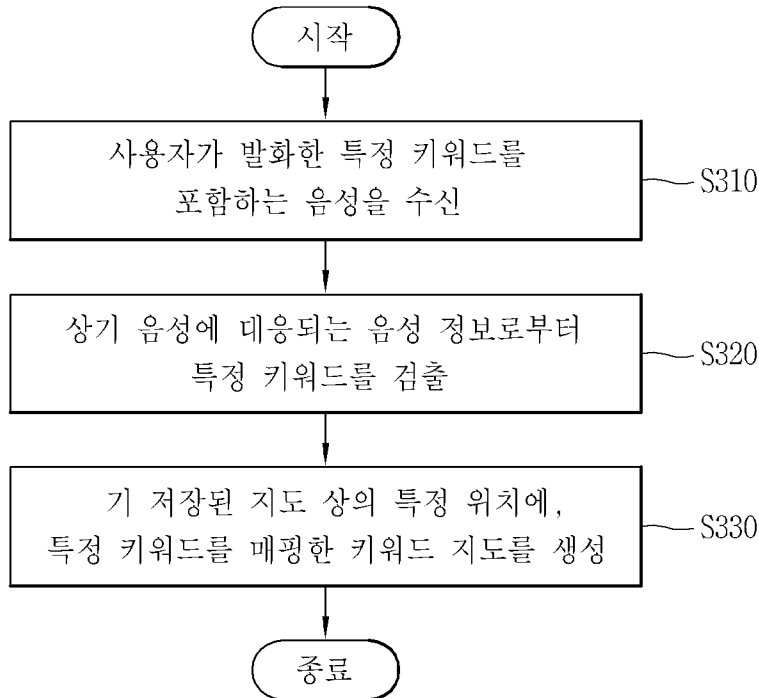 시작
사용자가 발화한 특정 키워드를
포함하는 음성을 수신
S310
상기 음성에 대응되는 음성 정보로부터
특정 키워드를 검출
S320
기 저장된 지도 상의 특정 위치에,
특정 키워드를 매핑한 키워드 지도를 생성
S330
종료